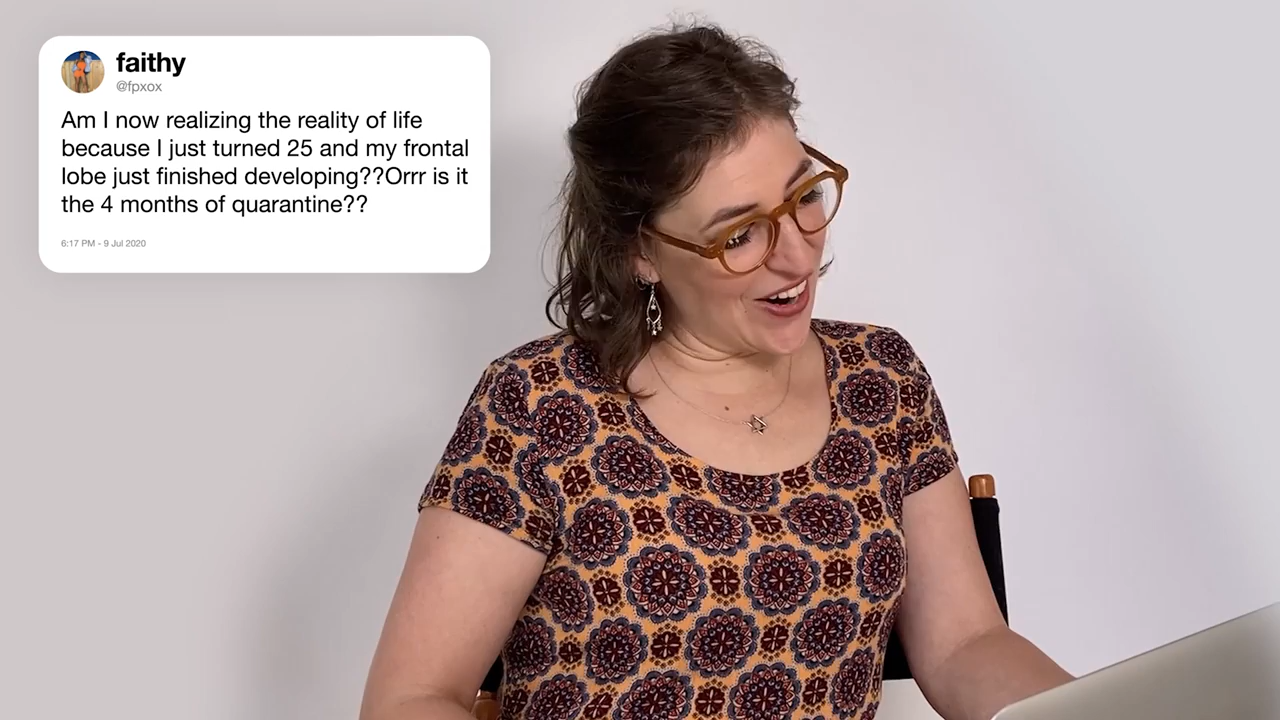 faithy
@fpxox
Am I now realizing the reality of life
because I just turned 25 and my frontal
lobe just finished developing??Orrr is it
the 4 months of quarantine??
6:17 PM - 9 Jul 2020